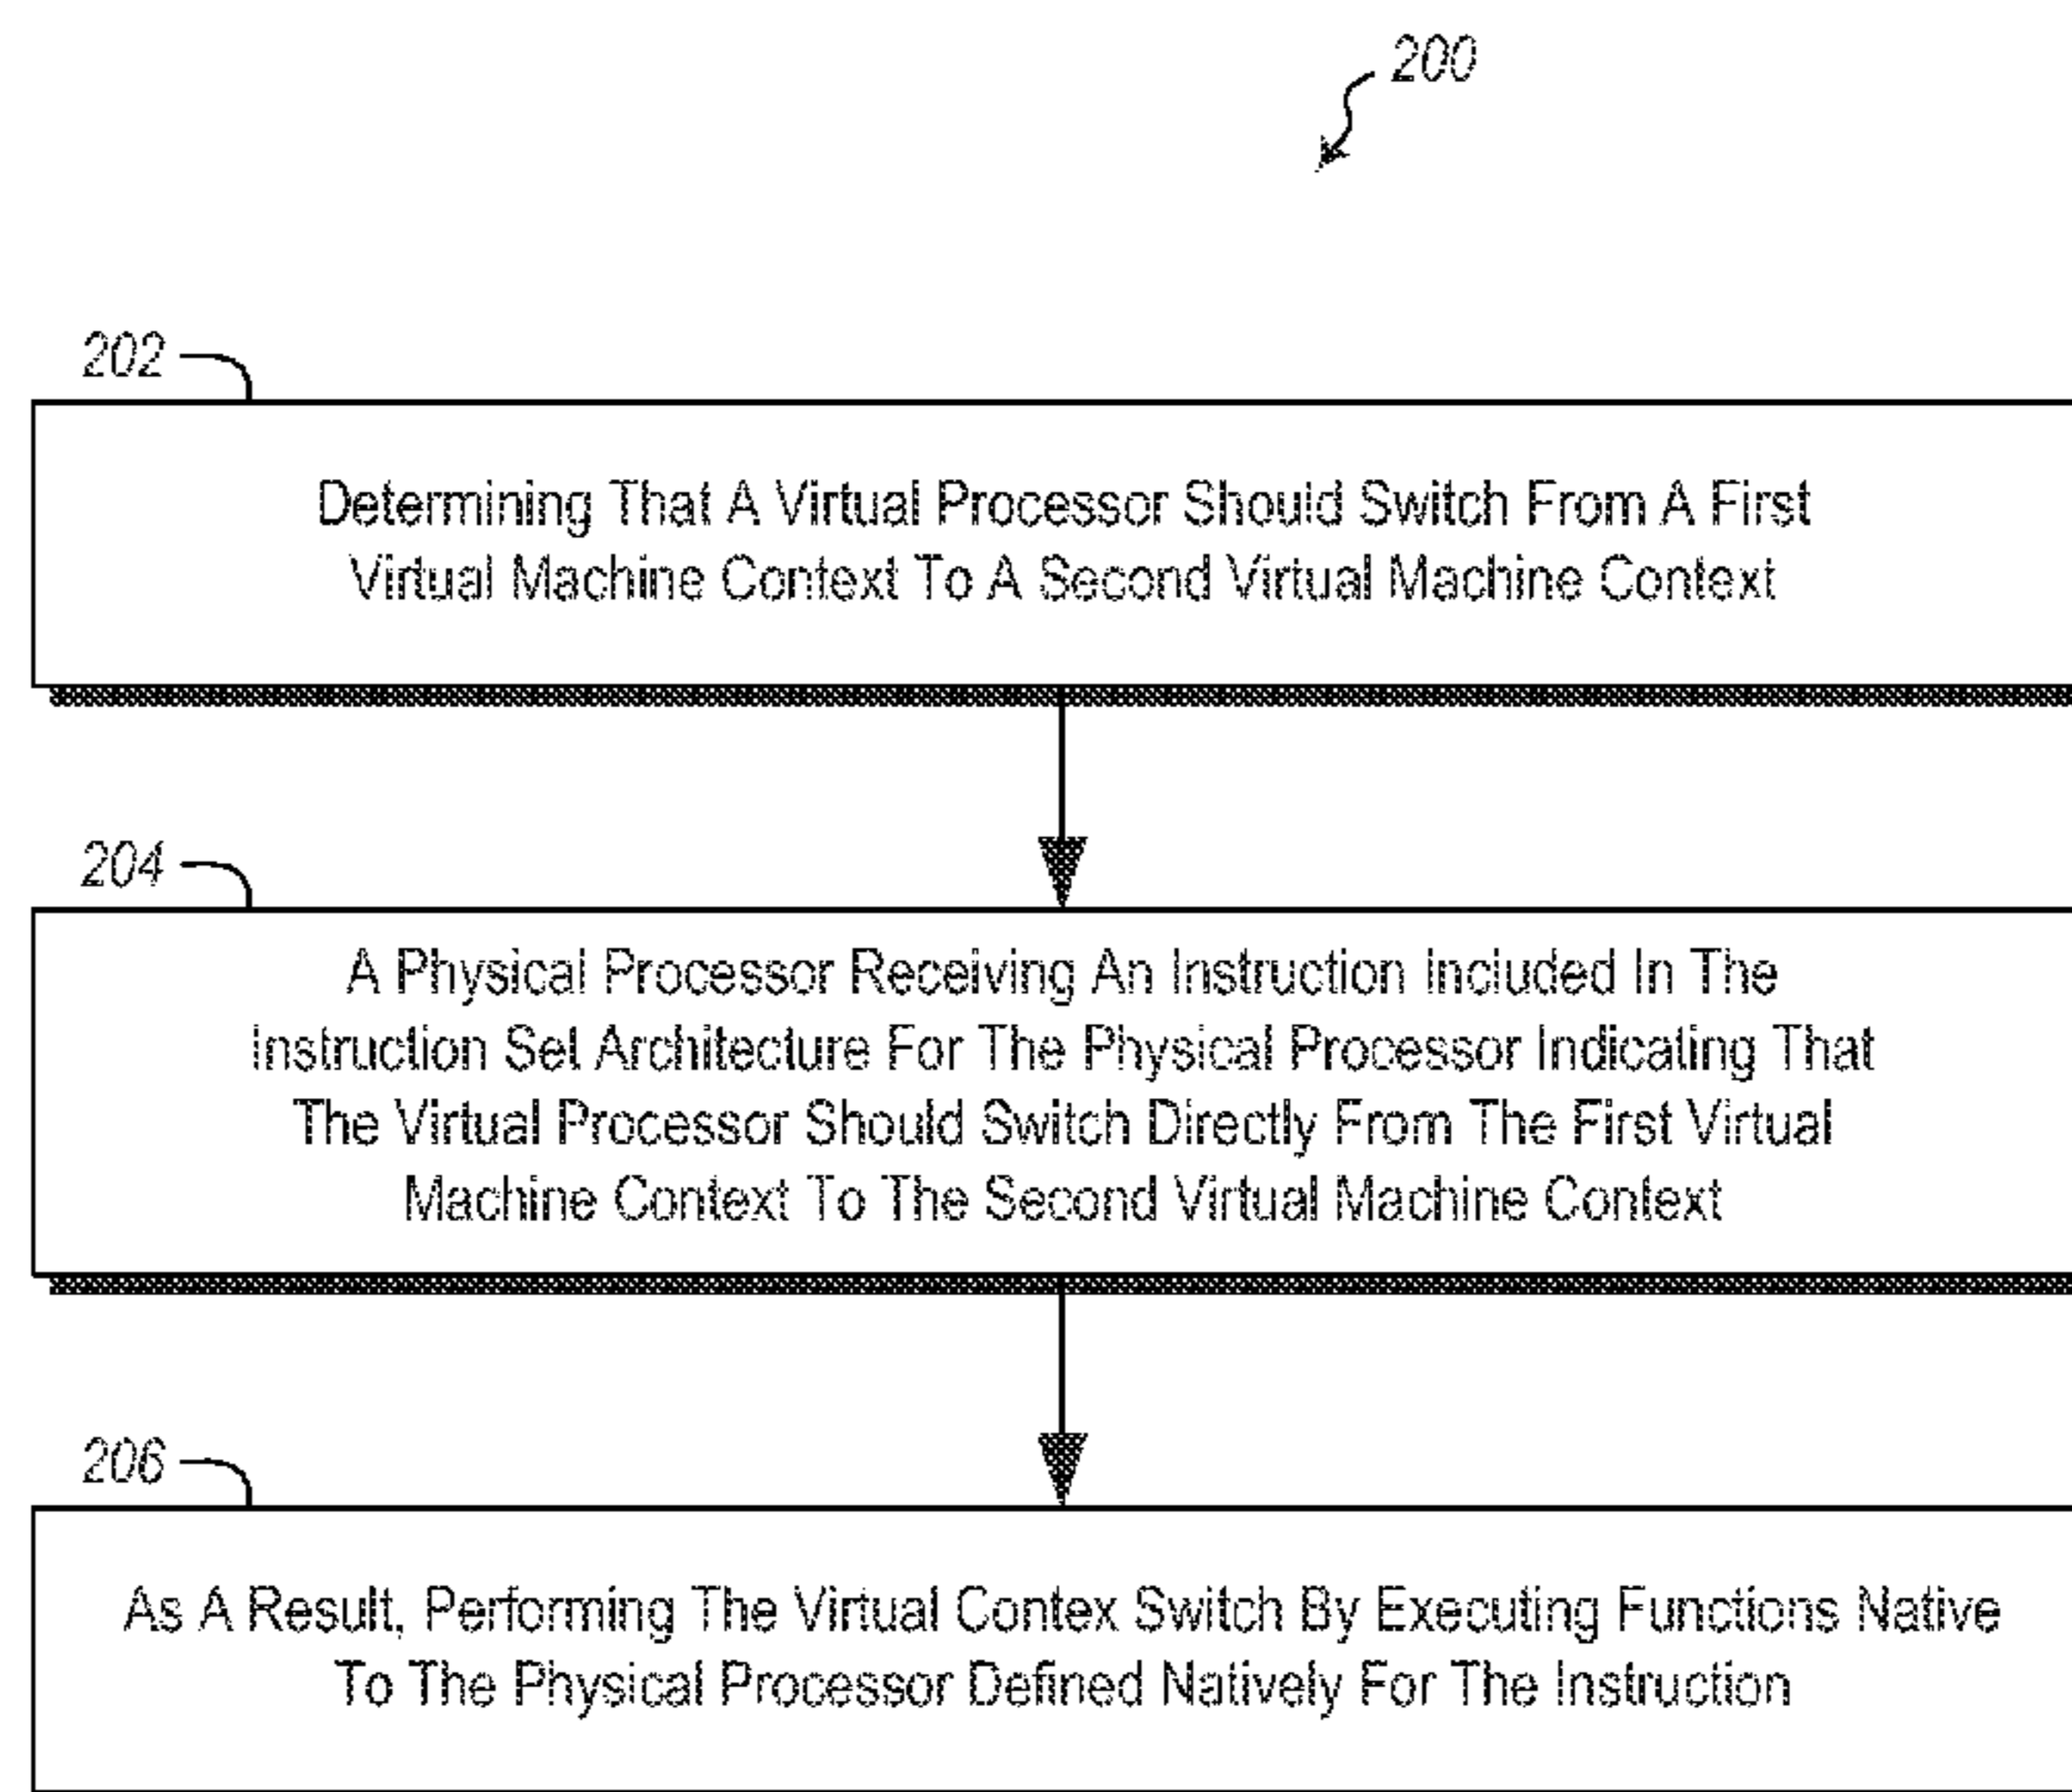 200
202
Determining That A Virtual Processor Should Switch From A First
Virtual Machine Context To A Second Virtual Machine Context
204
A Physical Processor Receiving An Instruction Included In The
Instruction Set Architecture For The Physical Processor Indicating That
The Virtual Processor Should Switch Directly From The First Virtual
Machine Context To The Second Virtual Machine Context
206
As A Result, Performing The Virtual Contex Switch By Executing Functions Native
To The Physical Processor Defined Natively For The Instruction